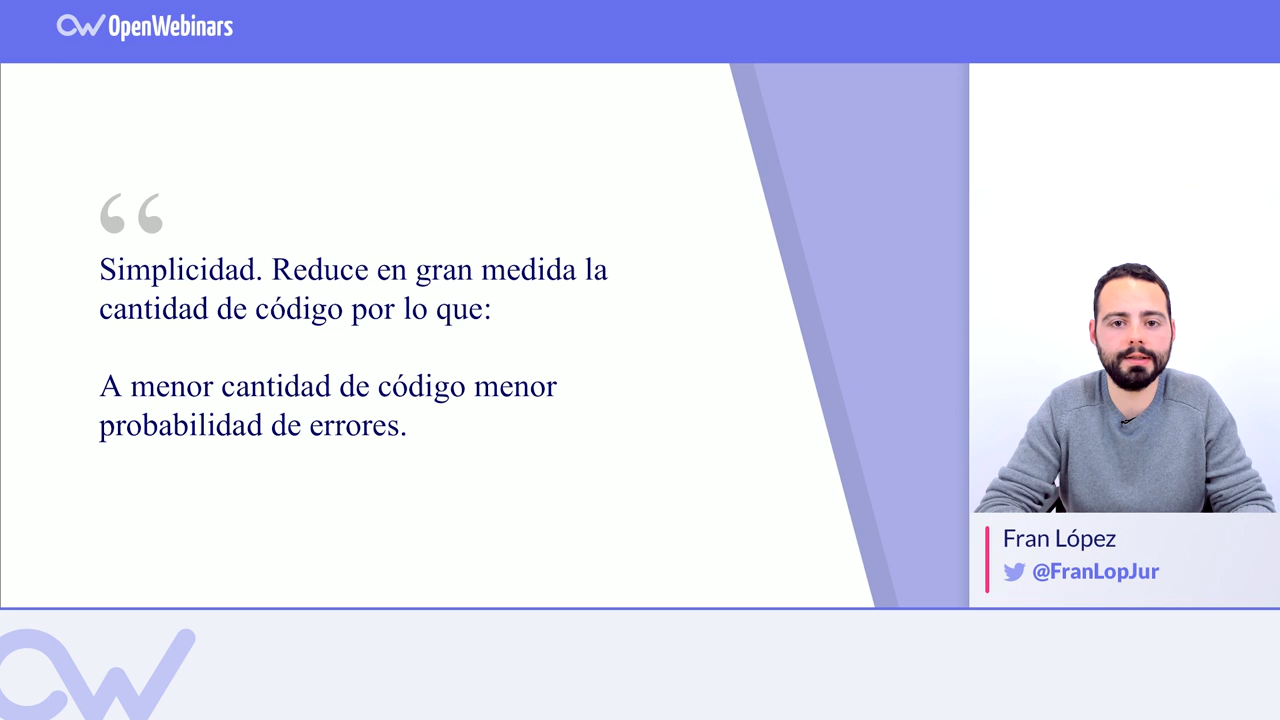 OpenWebinars
Simplicidad. Reduce en gran medida la
cantidad de código por lo que:
A menor cantidad de código menor
probabilidad de errores.
Fran López
@FranLopJur